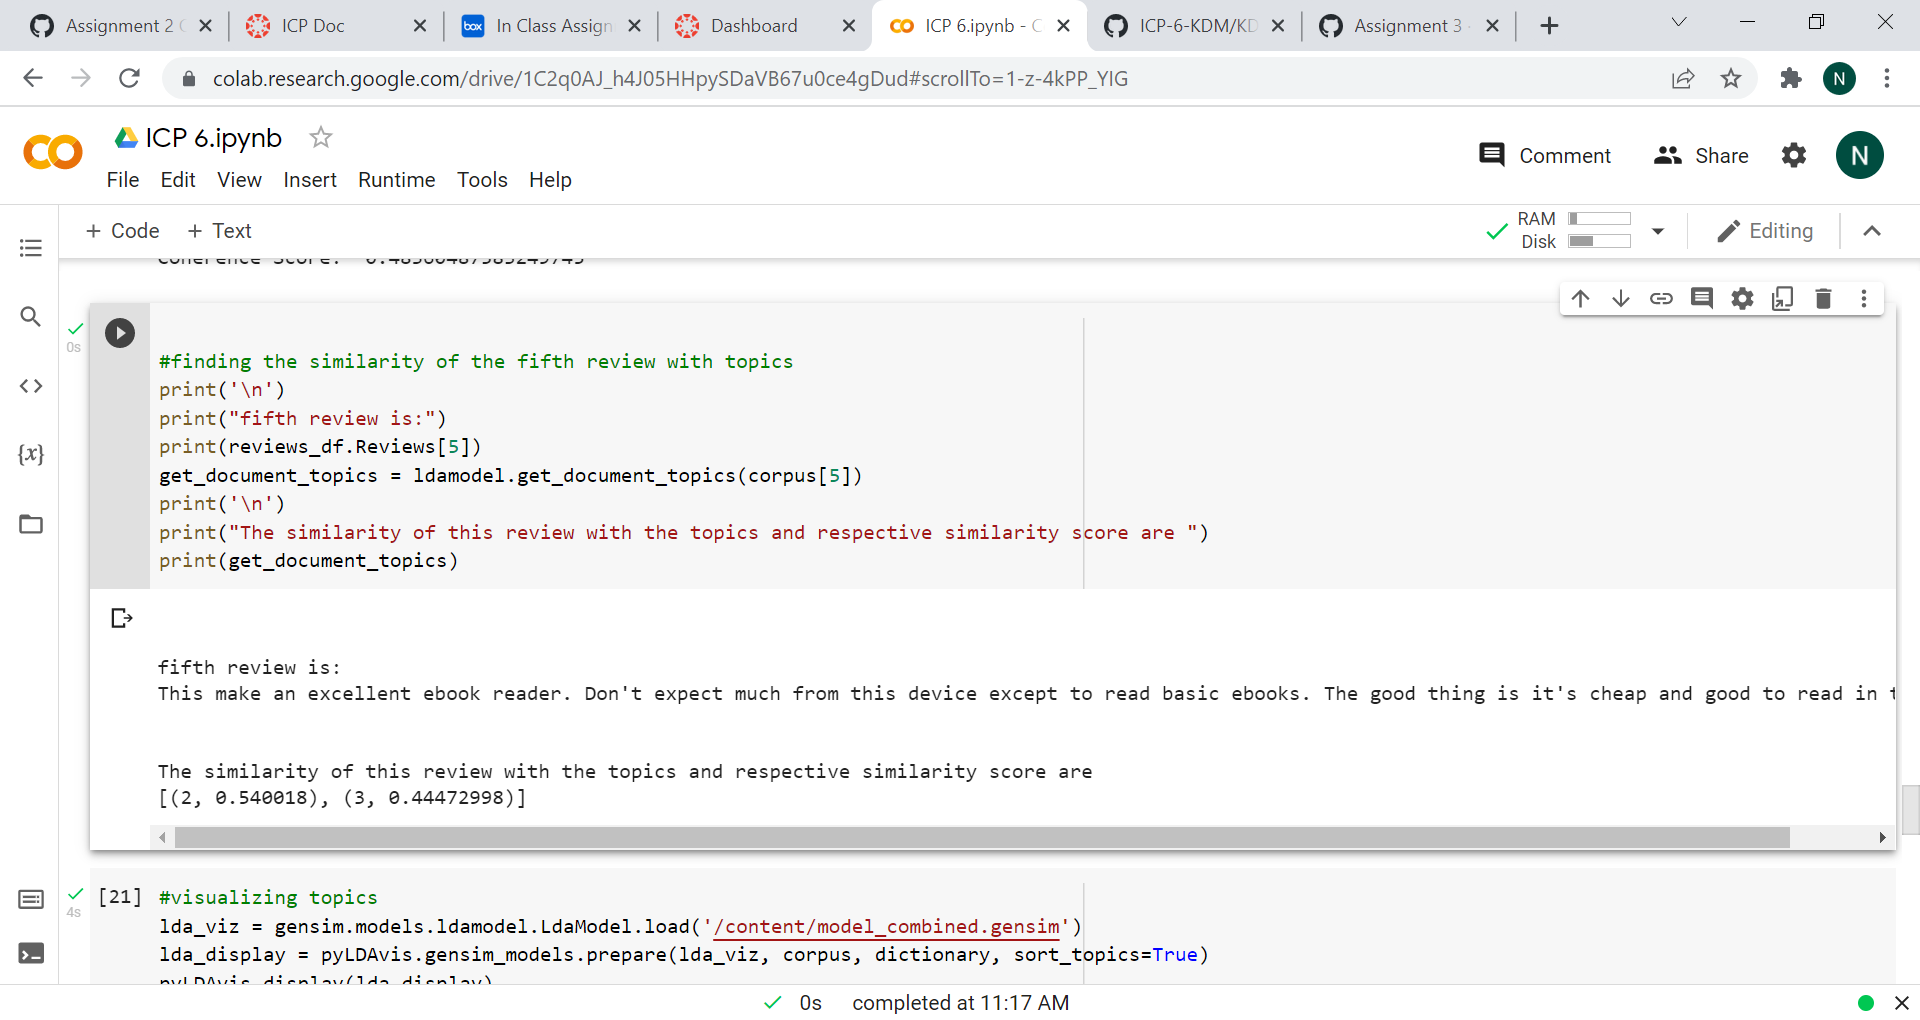 Assignment 2
ICP Doc
In Class Assign
Dashboard
ICP 6.ipynb - C
ICP-6-KDM/KD
Assignment 3
colab.research.google.com/drive/1C2q0AJ_h4J05HHpySDaVB67u0ce4gDud#scrollTo=1-z-4kPP_YIG
N
ICP 6.ipynb
Comment
Share
N
File Edit View Insert Runtime Tools Help
+ Code + Text
RAM
Disk
Editing
Coherence Score:
0s
#finding the similarity of the fifth review with topics
print('\n')
print("fifth review is:")
print(reviews_df.Reviews[5])
get_document_topics = ldamodel.get_document_topics(corpus[5])
print('\n')
print("The similarity of this review with the topics and respective similarity score are ")
print(get_document_topics)
fifth review is:
This make an excellent ebook reader. Don't expect much from this device except to read basic ebooks. The good thing is it's cheap and good to read in t
The similarity of this review with the topics and respective similarity score are
[(2, 0.540018), (3, 0.44472998)]
4s
[21] #visualizing topics
lda_viz = gensim.models.ldamodel.LdaModel.load('/content/model_combined.gensim')
lda_display = pyLDAvis.gensim_models.prepare(lda_viz, corpus, dictionary, sort_topics=True)
pyLDAvis.display(lda_display)
0s completed at 11:17 AM